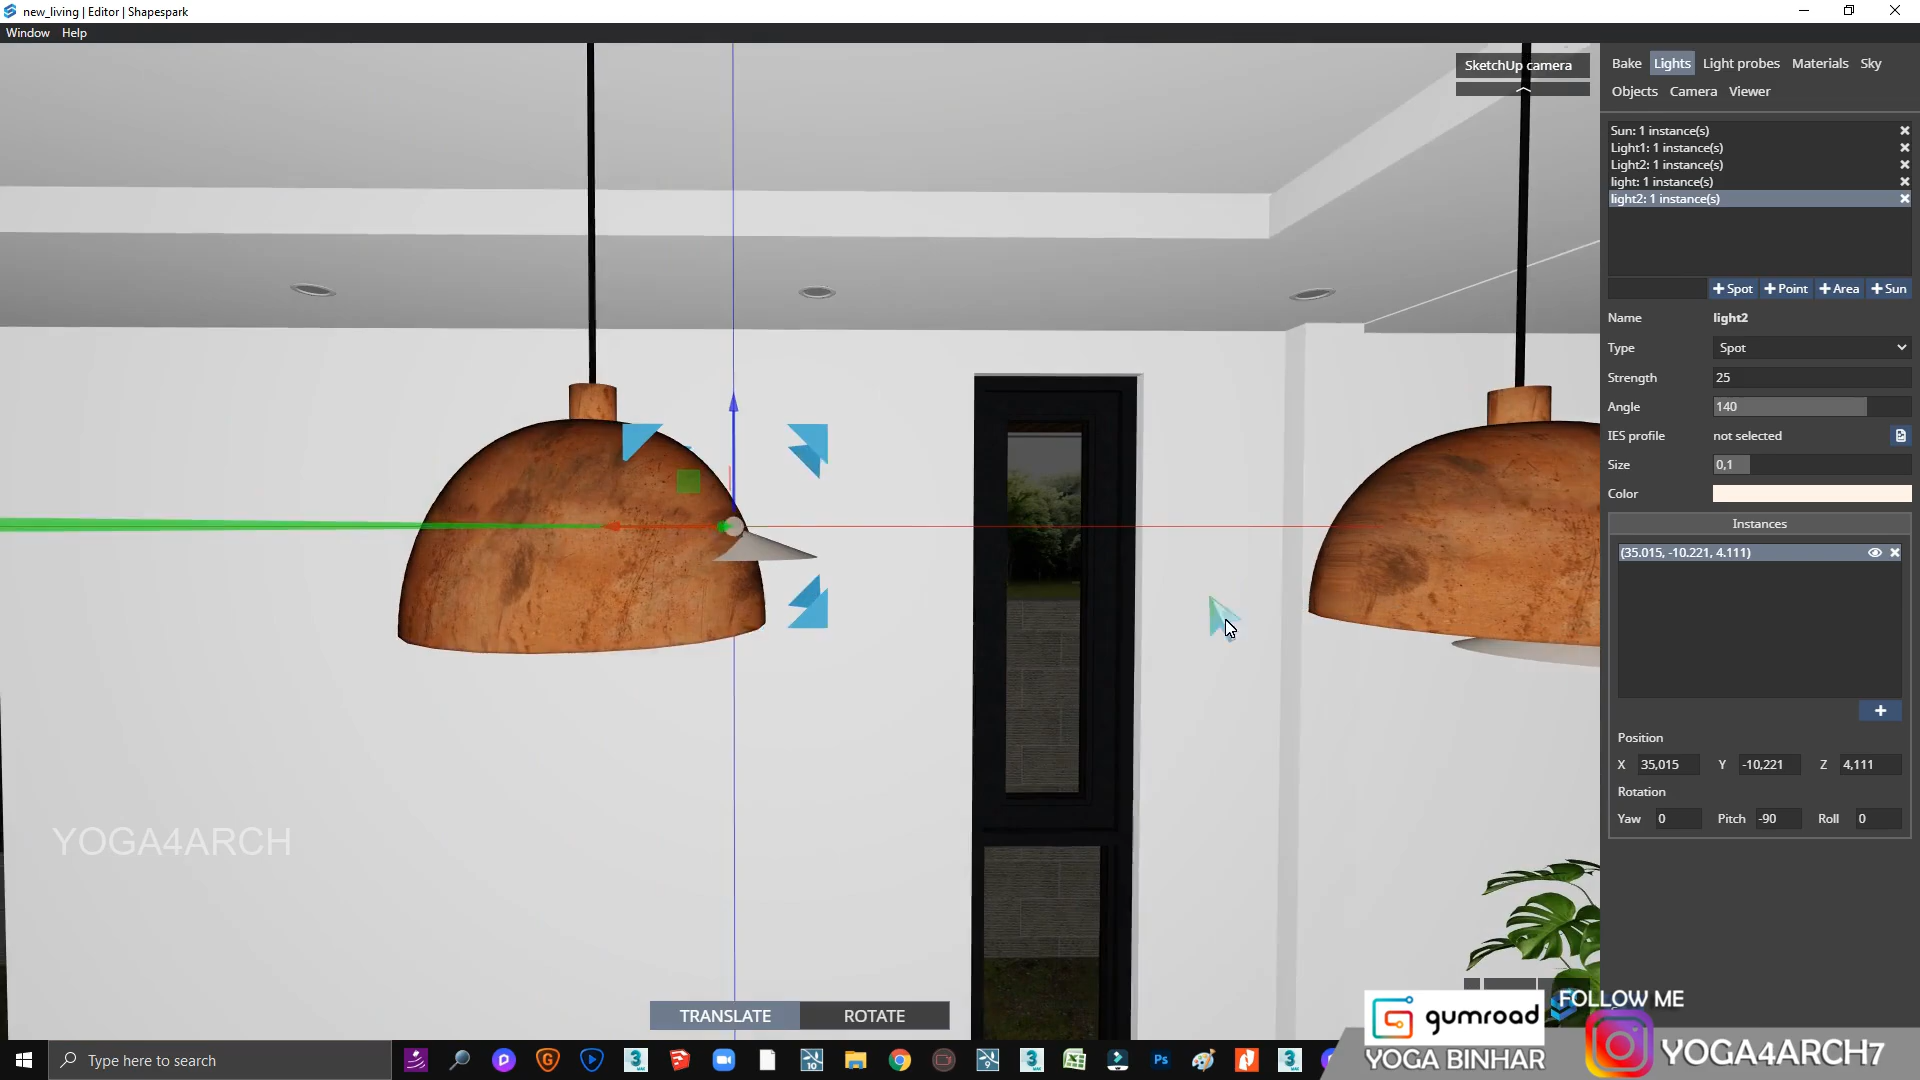 new_living | Editor | Shapespark
Window Help
SketchUp camera
Bake Lights Light probes Materials Sky
Objects Camera Viewer
Sun: 1 instance(s)
Light1: 1 instance(s)
Light2: 1 instance(s)
light: 1 instance(s)
light2: 1 instance(s)
+ Spot + Point + Area + Sun
Name light2
Type Spot
Strength 25
Angle 140
IES profile not selected
Size 0,1
Color
Instances
(35.015, -10.221, 4.111)
+
Position
X 35,015 Y -10,221 Z 4,111
Rotation
Yaw 0 Pitch -90 Roll 0
YOGA4ARCH
TRANSLATE ROTATE
gumroad
YOGA BINHAR
FOLLOW ME
YOGA4ARCH7
Type here to search